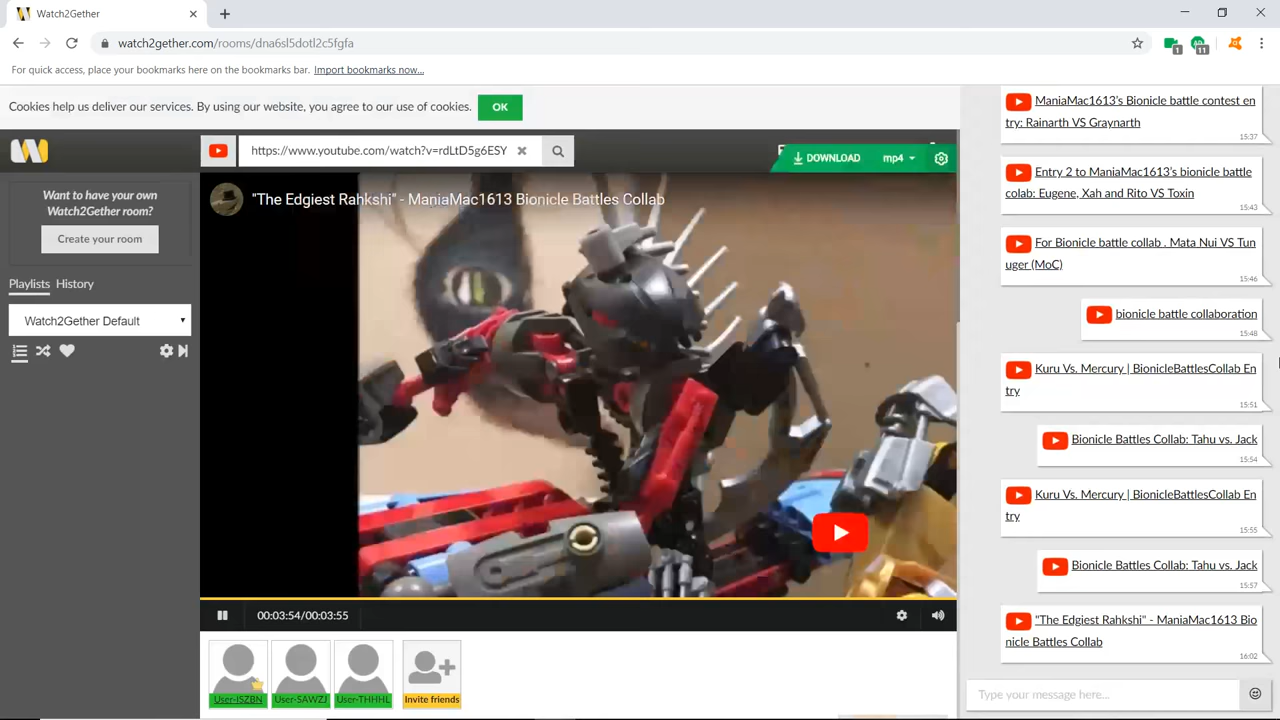 Watch2Gether
watch2gether.com/rooms/dna6sl5dotl2c5fgfa
1
11
For quick access, place your bookmarks here on the bookmarks bar. Import bookmarks now...
Cookies help us deliver our services. By using our website, you agree to our use of cookies.
OK
https://www.youtube.com/watch?v=rdLtD5g6ESY
DOWNLOAD
mp4
Want to have your own
Watch2Gether room?
Create your room
Playlists
History
Watch2Gether Default
"The Edgiest Rahkshi" - ManiaMac1613 Bionicle Battles Collab
00:03:54/00:03:55
User-ISZBN
User-SAWZJ
User-THHHL
Invite friends
ManiaMac1613's Bionicle battle contest en
try: Rainarth VS Graynarth
15:37
Entry 2 to ManiaMac1613's bionicle battle
colab: Eugene, Xah and Rito VS Toxin
15:43
For Bionicle battle collab . Mata Nui VS Tun
uger (MoC)
15:46
bionicle battle collaboration
15:48
Kuru Vs. Mercury | BionicleBattlesCollab En
try
15:51
Bionicle Battles Collab: Tahu vs. Jack
15:54
Kuru Vs. Mercury | BionicleBattlesCollab En
try
15:55
Bionicle Battles Collab: Tahu vs. Jack
15:57
"The Edgiest Rahkshi" - ManiaMac1613 Bio
nicle Battles Collab
16:02
Type your message here...